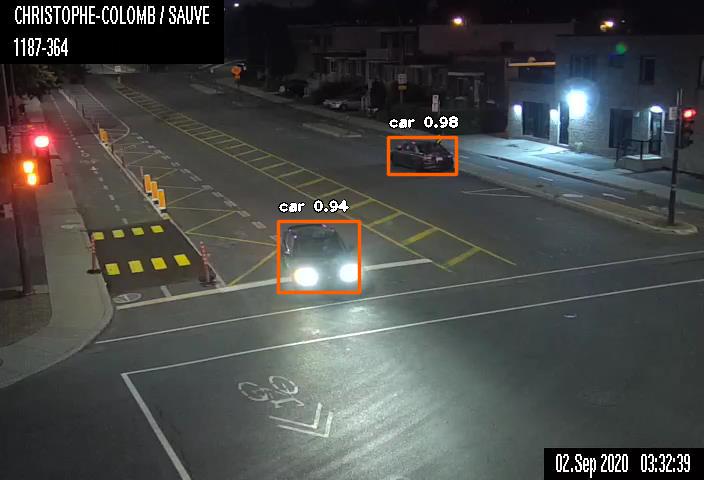 CHRISTOPHE-COLOMB / SAUVE
1187-364
car 0.98
car 0.94
02.Sep 2020 03:32:39